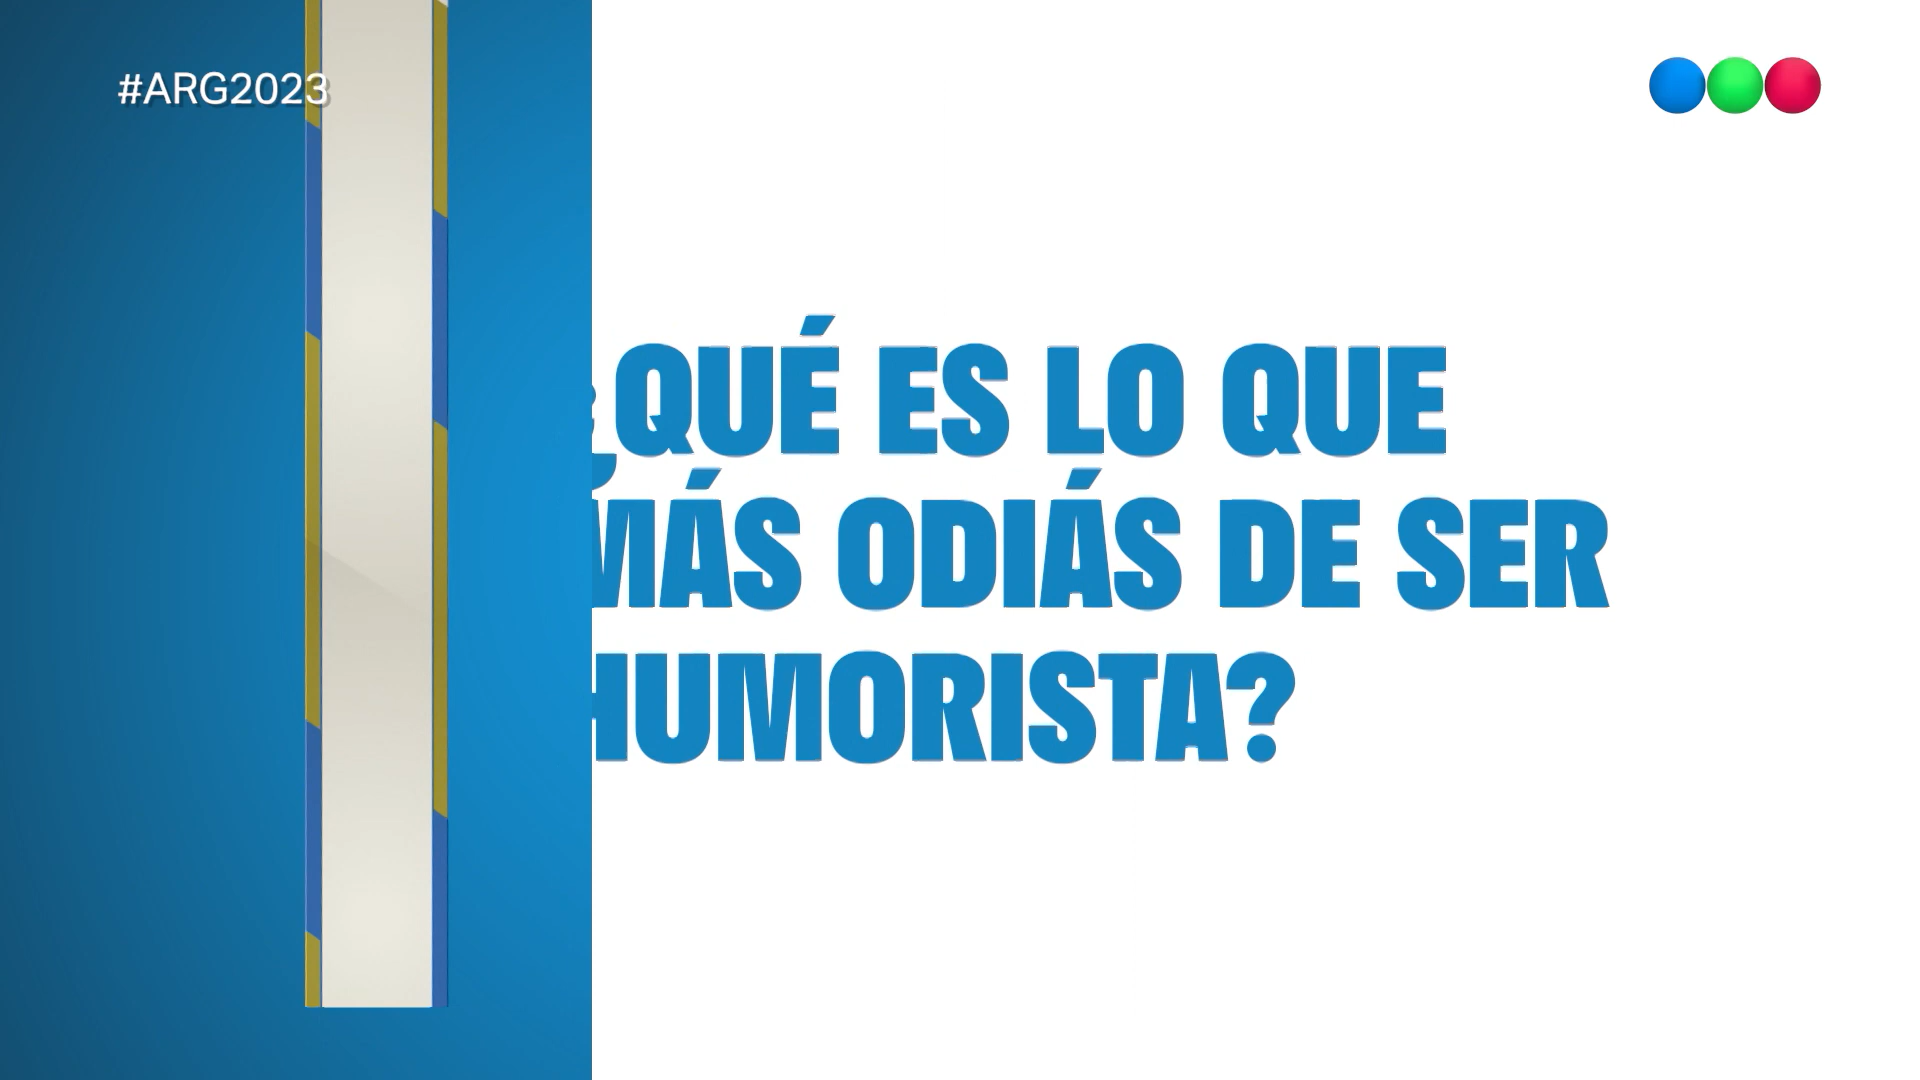 #ARG2023
¿QUÉ ES LO QUE
MÁS ODIÁS DE SER
HUMORISTA?